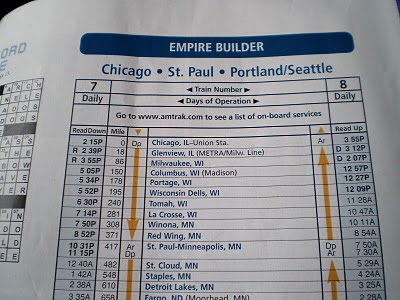 ORD
E
EMPIRE BUILDER
Chicago • St. Paul • Portland/Seattle
7 ◄ Train Number ► 8
Daily ◄ Days of Operation ► Daily
Go to www.amtrak.com to see a list of on-board services
Read Down Mile Read Up
2 15P 0 Dp Chicago, IL–Union Sta. Ar 3 55P
R 2 39P 18 Glenview, IL (METRA/Milw. Line) D 3 12P
R 3 55P 86 Milwaukee, WI D 2 07P
5 05P 150 Columbus, WI (Madison) 12 57P
5 34P 178 Portage, WI 12 27P
5 52P 195 Wisconsin Dells, WI 12 09P
6 30P 240 Tomah, WI 11 28A
7 14P 281 La Crosse, WI 10 47A
7 50P 308 Winona, MN 10 11A
8 52P 371 Red Wing, MN 8 54A
10 31P 417 Ar St. Paul-Minneapolis, MN Dp 7 50A
11 15P Dp Ar 7 30A
12 40A 482 St. Cloud, MN 5 29A
1 42A 548 Staples, MN 4 24A
2 38A Detroit Lakes, MN 3 25A
3 35A 658 Fargo, ND (Moorhead, MN)